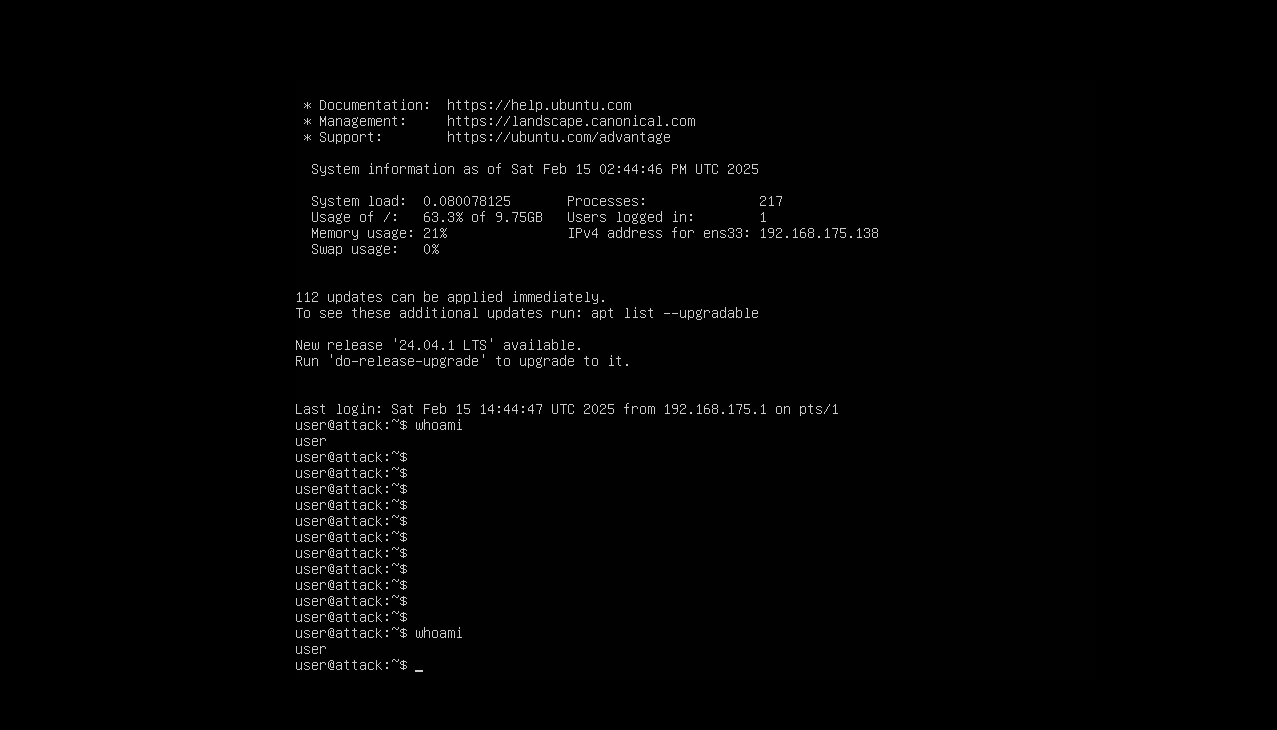 * Documentation:  https://help.ubuntu.com
* Management:     https://landscape.canonical.com
* Support:        https://ubuntu.com/advantage
System information as of Sat Feb 15 02:44:46 PM UTC 2025
System load:  0.080078125       Processes:              217
Usage of /:   63.3% of 9.75GB   Users logged in:        1
Memory usage: 21%               IPv4 address for ens33: 192.168.175.138
Swap usage:   0%
112 updates can be applied immediately.
To see these additional updates run: apt list --upgradable
New release '24.04.1 LTS' available.
Run 'do-release-upgrade' to upgrade to it.
Last login: Sat Feb 15 14:44:47 UTC 2025 from 192.168.175.1 on pts/1
user@attack:~$ whoami
user
user@attack:~$
user@attack:~$
user@attack:~$
user@attack:~$
user@attack:~$
user@attack:~$
user@attack:~$
user@attack:~$
user@attack:~$
user@attack:~$
user@attack:~$
user@attack:~$ whoami
user
user@attack:~$ _